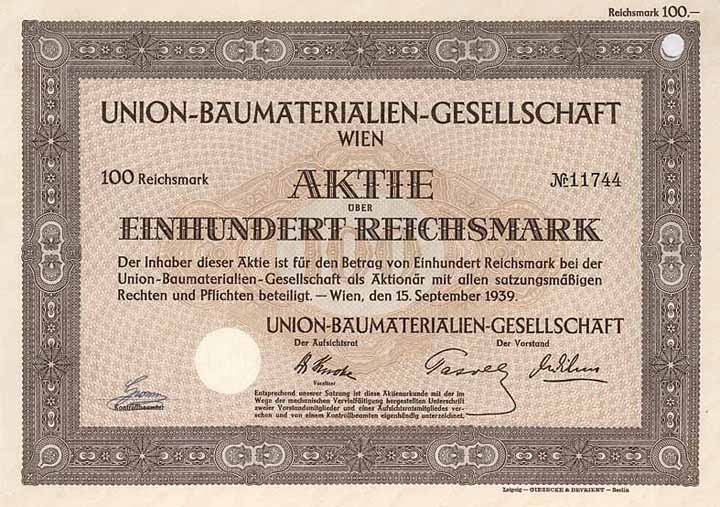 Reichsmark 100.—
UNION-BAUMATERIALIEN-GESELLSCHAFT
WIEN
100 Reichsmark
AKTIE
№ 11744
ÜBER
EINHUNDERT REICHSMARK
Der Inhaber dieser Aktie ist für den Betrag von Einhundert Reichsmark bei der
Union-Baumaterialien-Gesellschaft als Aktionär mit allen satzungsmäßigen
Rechten und Pflichten beteiligt. — Wien, den 15. September 1939.
UNION-BAUMATERIALIEN-GESELLSCHAFT
Der Aufsichtsrat
Der Vorstand
Vorsitzer
Kontrollbeamter
Entsprechend unserer Satzung ist diese Aktienurkunde mit der im
Wege der mechanischen Vervielfältigung hergestellten Unterschrift
zweier Vorstandsmitglieder und eines Aufsichtsratsmitgliedes ver-
sehen und von einem Kontrollbeamten eigenhändig unterzeichnet.
Leipzig — GIESECKE & DEVRIENT — Berlin